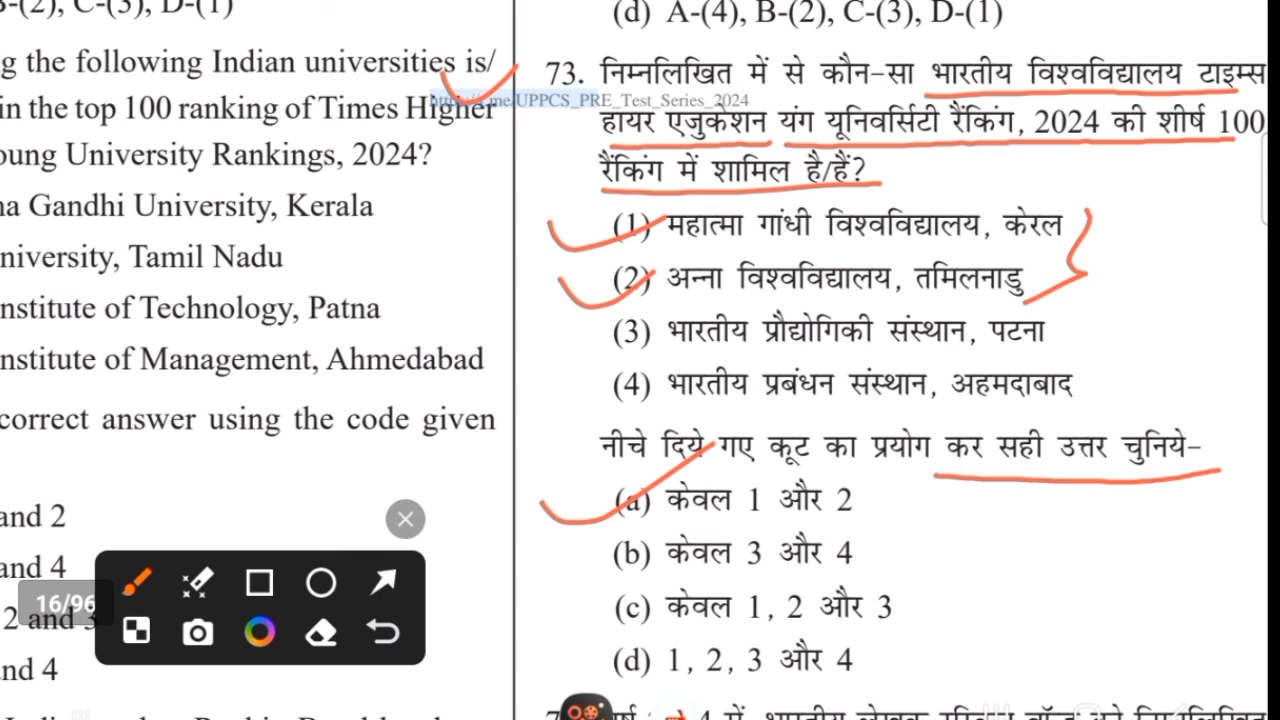 B-(2), C-(3), D-(1)
g the following Indian universities is/
in the top 100 ranking of Times Higher
oung University Rankings, 2024?
na Gandhi University, Kerala
niversity, Tamil Nadu
nstitute of Technology, Patna
nstitute of Management, Ahmedabad
correct answer using the code given
and 2
and 4
2 and 3
nd 4
16/96
(d) A-(4), B-(2), C-(3), D-(1)
73. निम्नलिखित में से कौन-सा भारतीय विश्वविद्यालय टाइम्स
me/UPPCS_PRE_Test_Series_2024
हायर एजुकेशन यंग यूनिवर्सिटी रैंकिंग, 2024 की शीर्ष 100
रैंकिंग में शामिल है/हैं?
(1) महात्मा गांधी विश्वविद्यालय, केरल
(2) अन्ना विश्वविद्यालय, तमिलनाडु
(3) भारतीय प्रौद्योगिकी संस्थान, पटना
(4) भारतीय प्रबंधन संस्थान, अहमदाबाद
नीचे दिये गए कूट का प्रयोग कर सही उत्तर चुनिये-
(a) केवल 1 और 2
(b) केवल 3 और 4
(c) केवल 1, 2 और 3
(d) 1, 2, 3 और 4